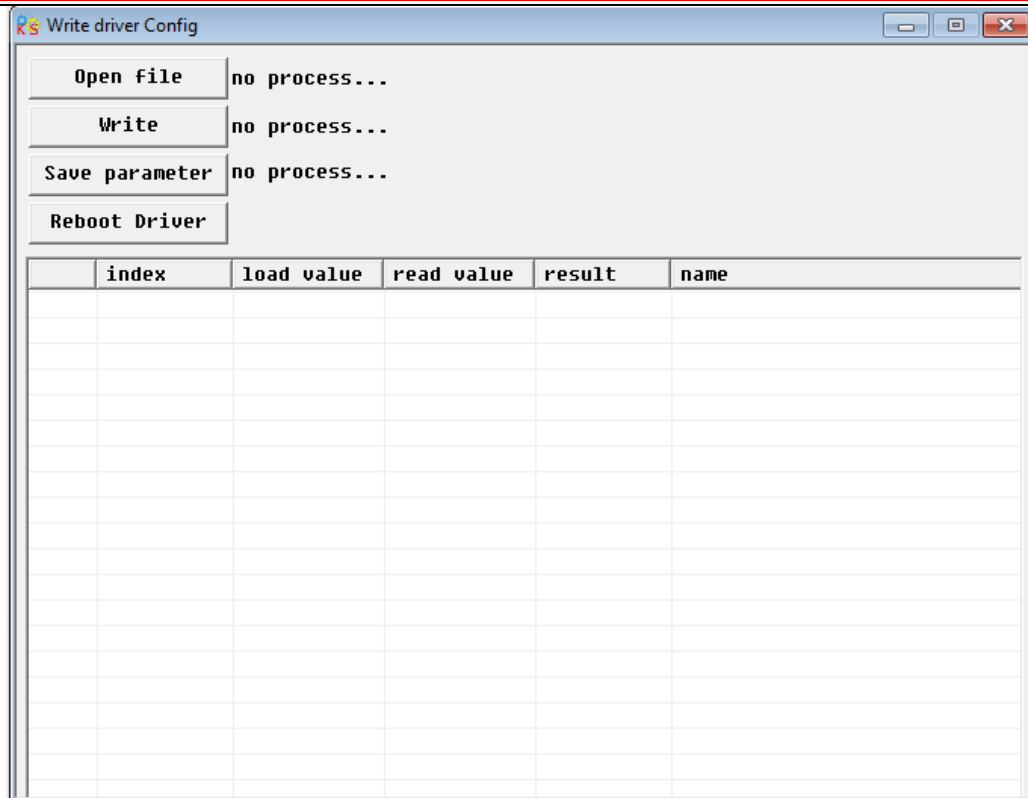 Write driver Config
Open file no process...
Write no process...
Save parameter no process...
Reboot Driver
index load value read value result name